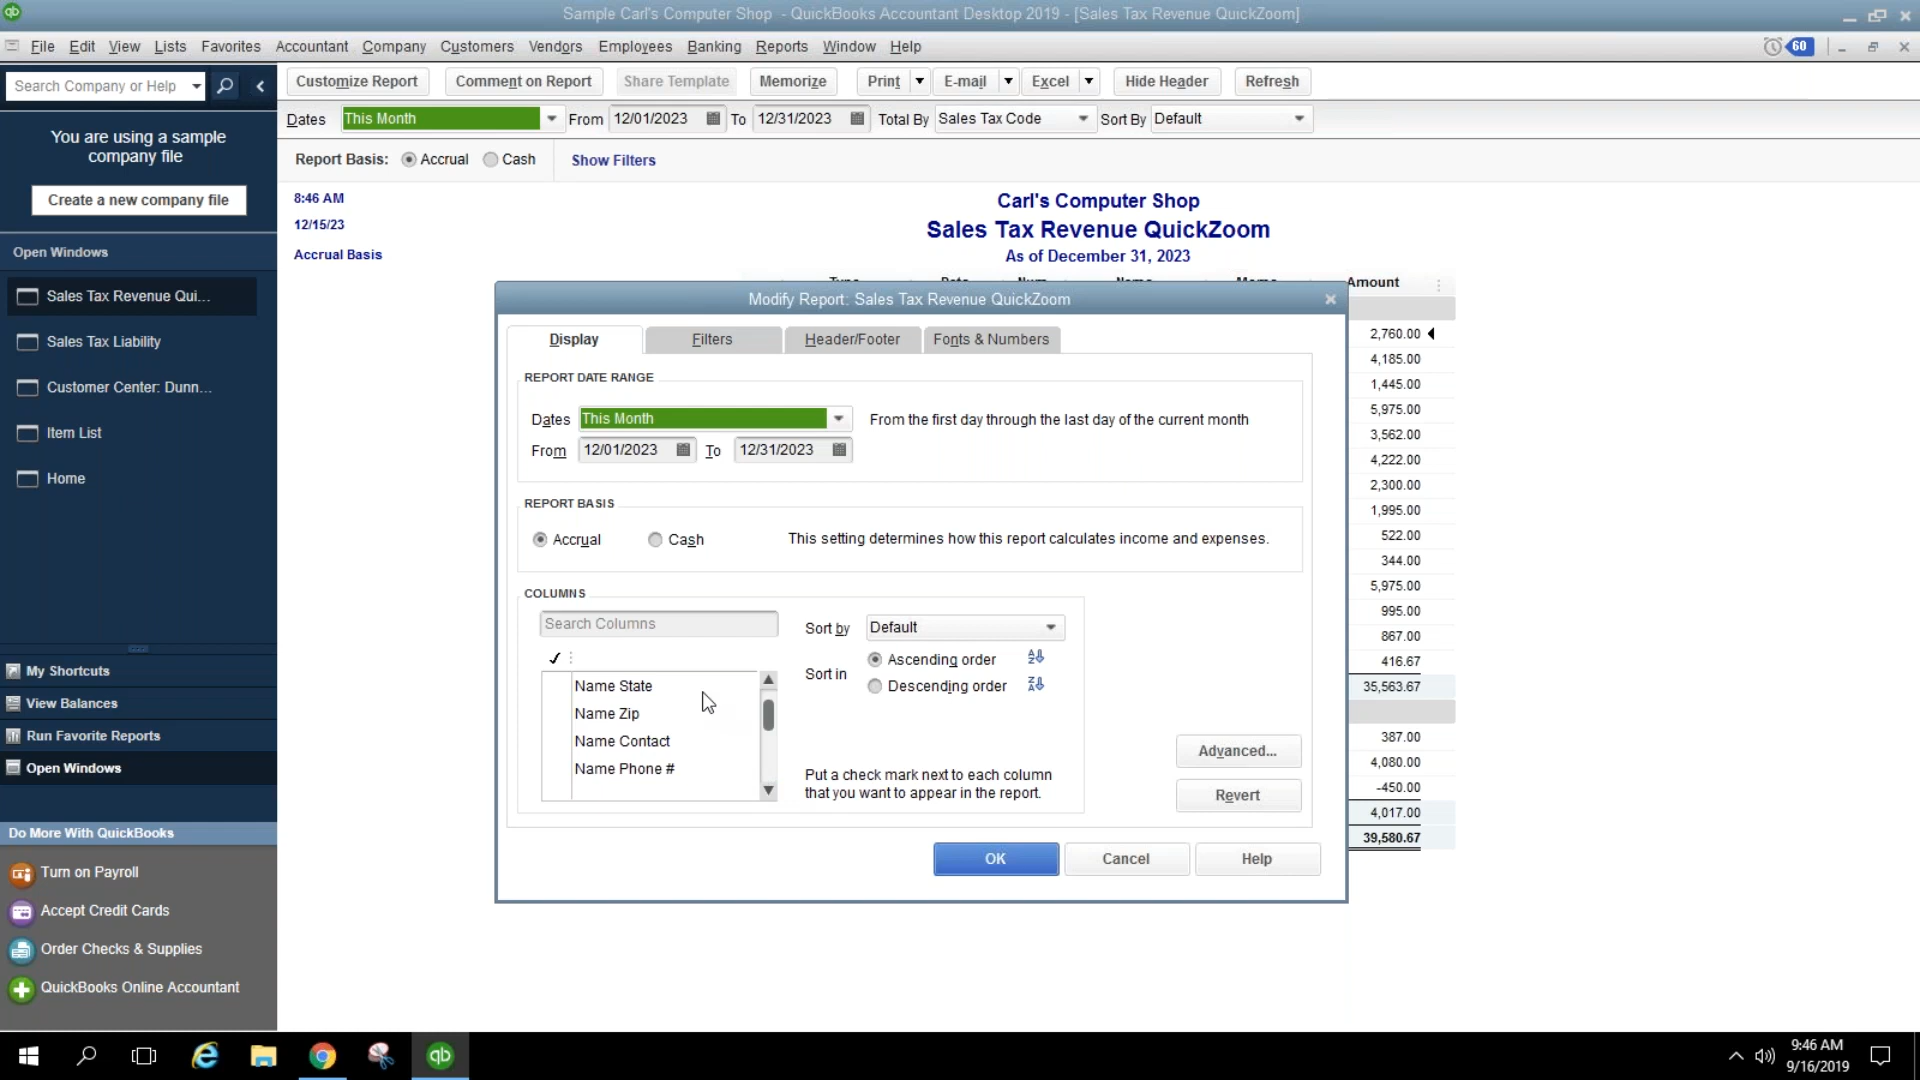 Sample Carl's Computer Shop - QuickBooks Accountant Desktop 2019 - [Sales Tax Revenue QuickZoom]
File Edit View Lists Favorites Accountant Company Customers Vendors Employees Banking Reports Window Help
60
Search Company or Help
Customize Report Comment on Report Share Template Memorize Print E-mail Excel Hide Header Refresh
Dates This Month From 12/01/2023 To 12/31/2023 Total By Sales Tax Code Sort By Default
You are using a sample
company file
Create a new company file
Report Basis: Accrual Cash Show Filters
8:46 AM
12/15/23
Accrual Basis
Carl's Computer Shop
Sales Tax Revenue QuickZoom
As of December 31, 2023
Type Date Num Name Memo Amount
Open Windows
Sales Tax Revenue Qui...
Sales Tax Liability
Customer Center: Dunn...
Item List
Home
My Shortcuts
View Balances
Run Favorite Reports
Open Windows
Do More With QuickBooks
Turn on Payroll
Accept Credit Cards
Order Checks & Supplies
QuickBooks Online Accountant
Modify Report: Sales Tax Revenue QuickZoom
Display Filters Header/Footer Fonts & Numbers
REPORT DATE RANGE
Dates This Month From the first day through the last day of the current month
From 12/01/2023 To 12/31/2023
REPORT BASIS
Accrual Cash This setting determines how this report calculates income and expenses.
COLUMNS
Search Columns
Name State
Name Zip
Name Contact
Name Phone #
Sort by Default
Sort in Ascending order
Descending order
Put a check mark next to each column
that you want to appear in the report.
Advanced...
Revert
OK Cancel Help
2,760.00
4,185.00
1,445.00
5,975.00
3,562.00
4,222.00
2,300.00
1,995.00
522.00
344.00
5,975.00
995.00
867.00
416.67
35,563.67
387.00
4,080.00
-450.00
4,017.00
39,580.67
9:46 AM
9/16/2019